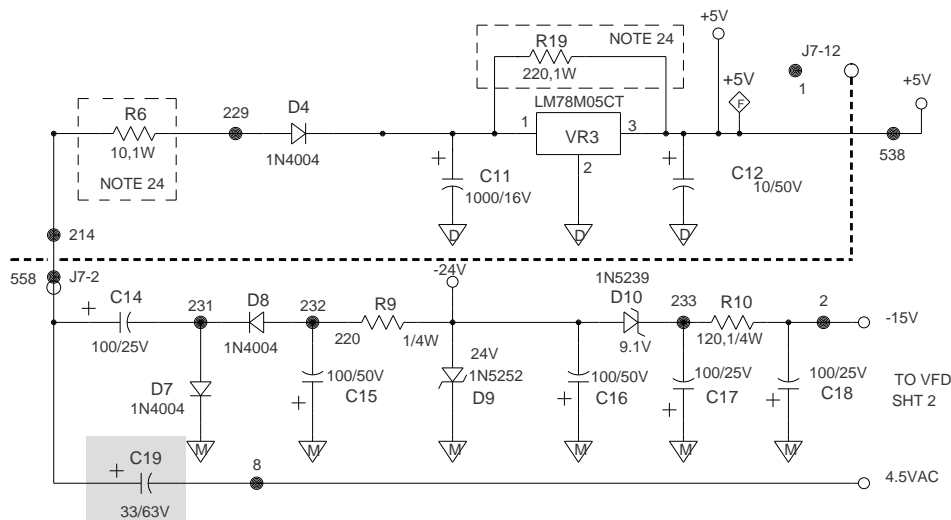 +5V
R19
NOTE 24
220,1W
J7-12
+5V
+5V
1
F
LM78M05CT
R6
229
D4
1
VR3
3
10,1W
1N4004
538
2
NOTE 24
+
C11
+
C12
1000/16V
10/50V
D
D
D
214
-24V
558
J7-2
1N5239
+
C14
231
D8
232
R9
D10
233
R10
2
-15V
100/25V
1N4004
220
1/4W
9.1V
120,1/4W
24V
D7
100/50V
1N5252
100/50V
100/25V
100/25V
TO VFD
1N4004
+
C15
D9
+
C16
+
C17
+
C18
SHT 2
M
M
M
M
M
M
+
C19
8
4.5VAC
33/63V